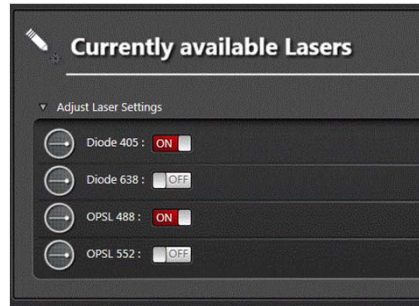 Currently available Lasers
Adjust Laser Settings
Diode 405 : ON
Diode 638 : OFF
OPSL 488 : ON
OPSL 552 : OFF